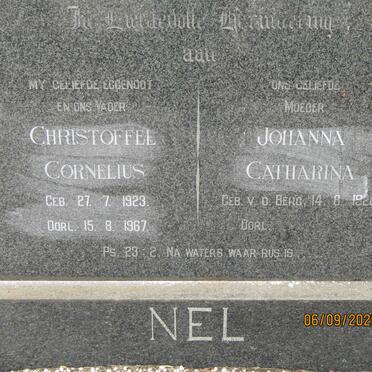 In Liefdevolle Herinnering
aan
MY GELIEFDE EGGENOOT
EN ONS VADER
CHRISTOFFEL
CORNELIUS
GEB. 27. 7. 1923.
OORL. 15. 8. 1967.
ONS GELIEFDE
MOEDER
JOHANNA
CATHARINA
GEB. V. D. BERG, 14. 8.
OORL.
PS. 23 : 2. NA WATERS WAAR RUS IS
NEL
06/09/202